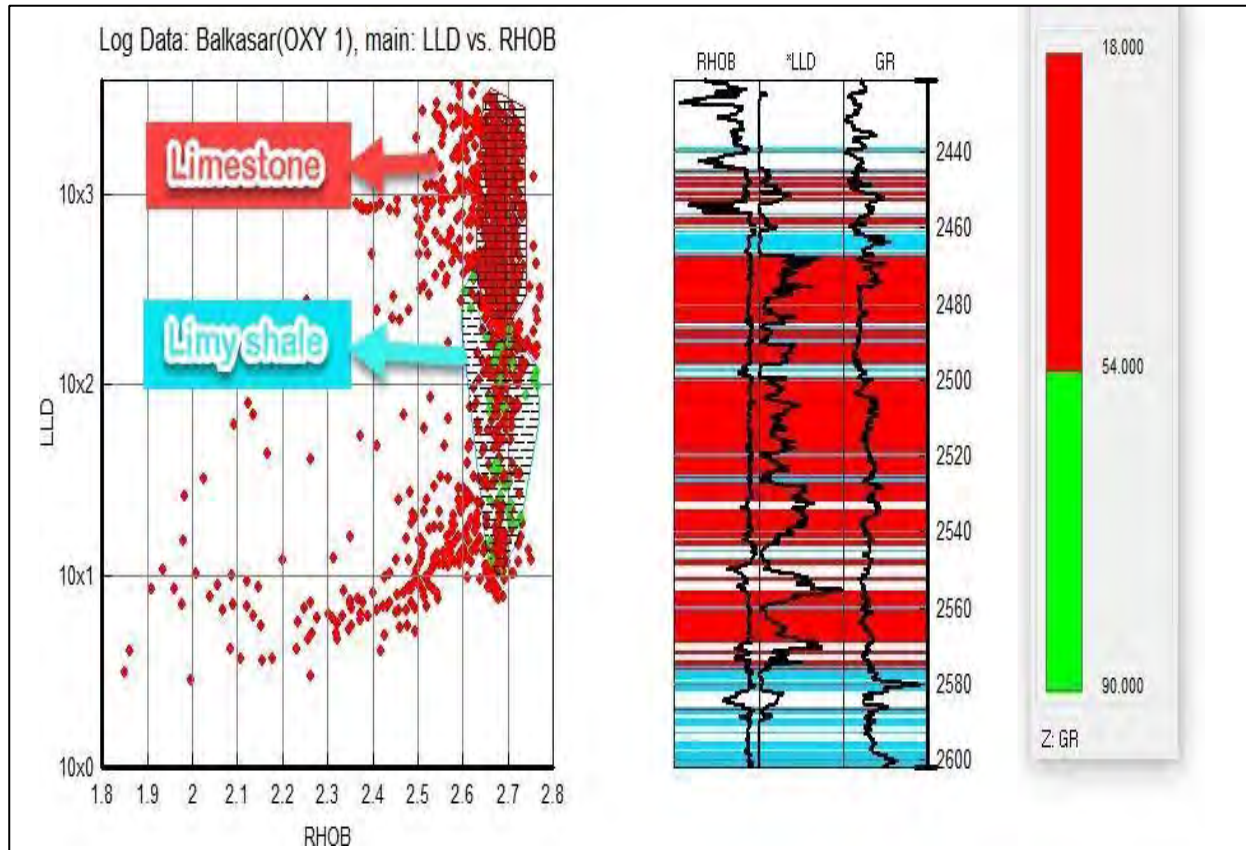 Log Data: Balkasar(OXY 1), main: LLD vs. RHOB
Limestone
Limy shale
LLD
10x3
10x2
10x1
10x0
1.8 1.9 2 2.1 2.2 2.3 2.4 2.5 2.6 2.7 2.8
RHOB
RHOB *LLD GR
2440
2460
2480
2500
2520
2540
2560
2580
2600
18.000
54.000
90.000
Z: GR